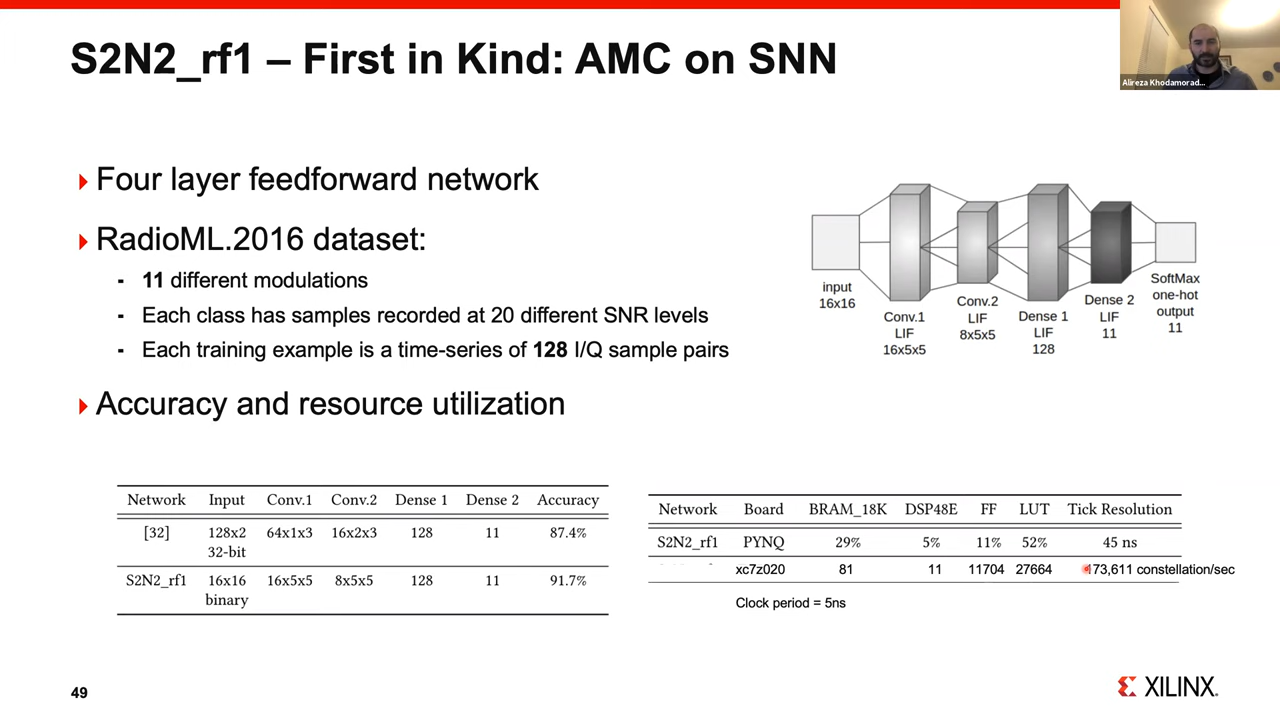 S2N2_rf1 – First in Kind: AMC on SNN
Alireza Khodamorad...
Four layer feedforward network
RadioML.2016 dataset:
- 11 different modulations
- Each class has samples recorded at 20 different SNR levels
- Each training example is a time-series of 128 I/Q sample pairs
Accuracy and resource utilization
input
16x16
Conv.1
LIF
16x5x5
Conv.2
LIF
8x5x5
Dense 1
LIF
128
Dense 2
LIF
11
SoftMax
one-hot
output
11
Network Input Conv.1 Conv.2 Dense 1 Dense 2 Accuracy
[32] 128x2 64x1x3 16x2x3 128 11 87.4%
32-bit
S2N2_rf1 16x16 16x5x5 8x5x5 128 11 91.7%
binary
Network Board BRAM_18K DSP48E FF LUT Tick Resolution
S2N2_rf1 PYNQ 29% 5% 11% 52% 45 ns
xc7z020 81 11 11704 27664 173,611 constellation/sec
Clock period = 5ns
49
XILINX